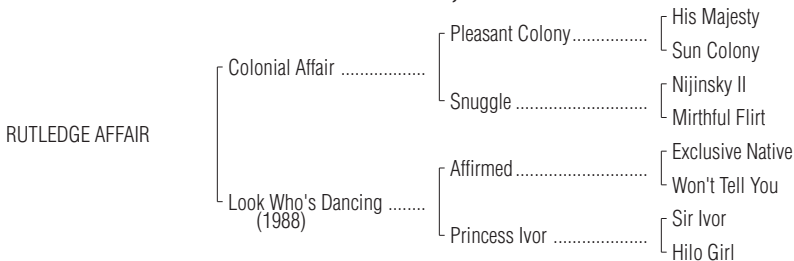 His Majesty
Pleasant Colony...............
Sun Colony
Colonial Affair ..................
Nijinsky II
Snuggle ............................
Mirthful Flirt
RUTLEDGE AFFAIR
Exclusive Native
Affirmed............................
Won't Tell You
Look Who's Dancing ........
(1988)
Sir Ivor
Princess Ivor ....................
Hilo Girl